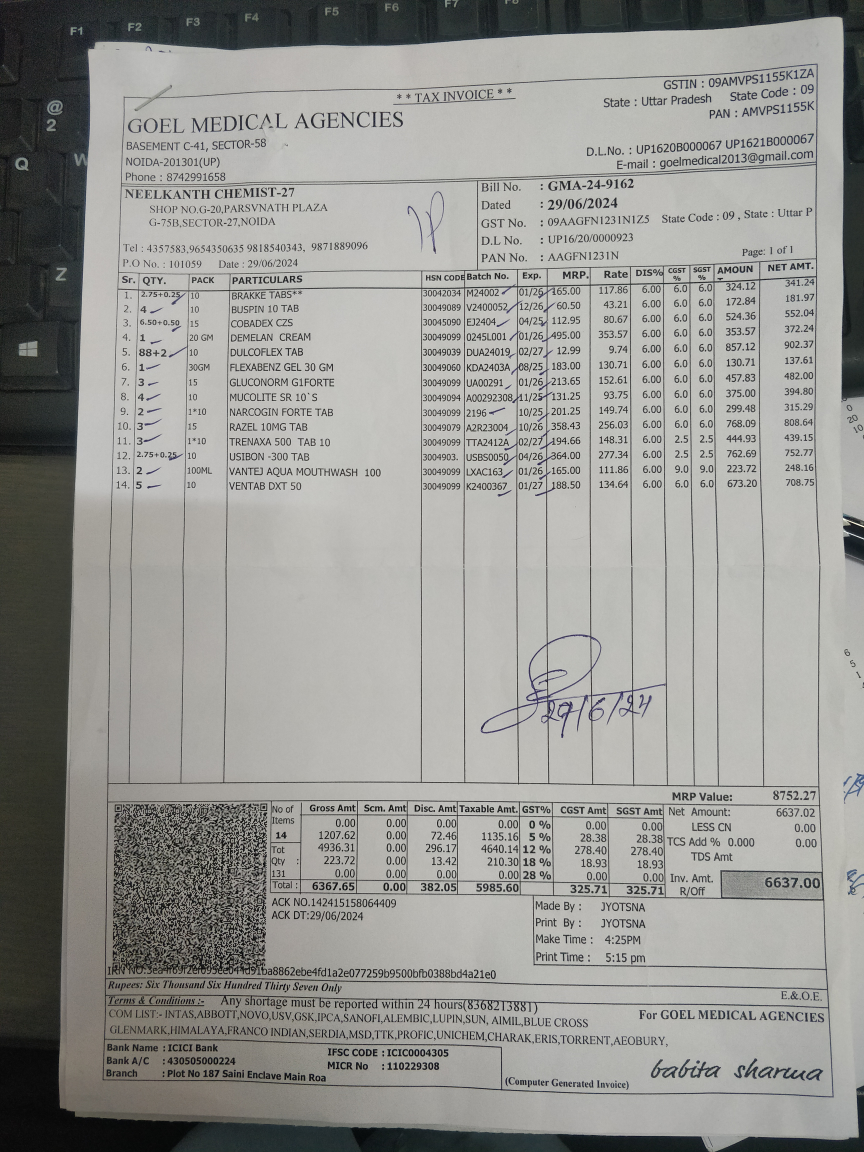 F1 F2 F3 F4 F5 F6 F7 F8
@
2
Q
W
Z
* * TAX INVOICE * *
GSTIN : 09AMVPS1155K1ZA
State : Uttar Pradesh State Code : 09
PAN : AMVPS1155K
GOEL MEDICAL AGENCIES
BASEMENT C-41, SECTOR-58
NOIDA-201301(UP)
Phone : 8742991658
D.L.No. : UP1620B000067 UP1621B000067
E-mail : goelmedical2013@gmail.com
NEELKANTH CHEMIST-27
SHOP NO.G-20,PARSVNATH PLAZA
G-75B,SECTOR-27,NOIDA
Tel : 4357583,9654350635 9818540343, 9871889096
P.O No. : 101059 Date : 29/06/2024
Bill No. : GMA-24-9162
Dated : 29/06/2024
GST No. : 09AAGFN1231N1Z5 State Code : 09 , State : Uttar P
D.L No. : UP16/20/0000923
PAN No. : AAGFN1231N
Page: 1 of 1
Sr. QTY. PACK PARTICULARS HSN CODE Batch No. Exp. MRP. Rate DIS% CGST % SGST % AMOUN NET AMT.
1. 2.75+0.25 10 BRAKKE TABS** 30042034 M24002 01/26 165.00 117.86 6.00 6.0 6.0 324.12 341.24
2. 4 10 BUSPIN 10 TAB 30049089 V2400052 12/26 60.50 43.21 6.00 6.0 6.0 172.84 181.97
3. 6.50+0.50 15 COBADEX CZS 30045090 EJ2404 04/25 112.95 80.67 6.00 6.0 6.0 524.36 552.04
4. 1 20 GM DEMELAN CREAM 30049099 0245L001 01/26 495.00 353.57 6.00 6.0 6.0 353.57 372.24
5. 88+2 10 DULCOFLEX TAB 30049039 DUA24019 02/27 12.99 9.74 6.00 6.0 6.0 857.12 902.37
6. 1 30GM FLEXABENZ GEL 30 GM 30049060 KDA2403A 08/25 183.00 130.71 6.00 6.0 6.0 130.71 137.61
7. 3 15 GLUCONORM G1FORTE 30049099 UA00291 01/26 213.65 152.61 6.00 6.0 6.0 457.83 482.00
8. 4 10 MUCOLITE SR 10`S 30049094 A00292308 11/25 131.25 93.75 6.00 6.0 6.0 375.00 394.80
9. 2 1*10 NARCOGIN FORTE TAB 30049099 2196 10/25 201.25 149.74 6.00 6.0 6.0 299.48 315.29
10. 3 15 RAZEL 10MG TAB 30049079 A2R23004 10/26 358.43 256.03 6.00 6.0 6.0 768.09 808.64
11. 3 1*10 TRENAXA 500 TAB 10 30049099 TTA2412A 02/27 194.66 148.31 6.00 2.5 2.5 444.93 439.15
12. 2.75+0.25 10 USIBON -300 TAB 3004903. USBS0050 04/26 364.00 277.34 6.00 2.5 2.5 762.69 752.77
13. 2 100ML VANTEJ AQUA MOUTHWASH 100 30049099 LXAC163 01/26 165.00 111.86 6.00 9.0 9.0 223.72 248.16
14. 5 10 VENTAB DXT 50 30049099 K2400367 01/27 188.50 134.64 6.00 6.0 6.0 673.20 708.75
29/6/24
MRP Value: 8752.27
No of Items 14 Tot Qty : 131
Gross Amt Scm. Amt Disc. Amt Taxable Amt. GST% CGST Amt SGST Amt
0.00 0.00 0.00 0.00 0 % 0.00 0.00
1207.62 0.00 72.46 1135.16 5 % 28.38 28.38
4936.31 0.00 296.17 4640.14 12 % 278.40 278.40
223.72 0.00 13.42 210.30 18 % 18.93 18.93
0.00 0.00 0.00 0.00 28 % 0.00 0.00
Total : 6367.65 0.00 382.05 5985.60 325.71 325.71
Net Amount: 6637.02
LESS CN 0.00
TCS Add % 0.000 0.00
TDS Amt
Inv. Amt. R/Off 6637.00
ACK NO.142415158064409
ACK DT:29/06/2024
Made By : JYOTSNA
Print By : JYOTSNA
Make Time : 4:25PM
Print Time : 5:15 pm
Rupees: Six Thousand Six Hundred Thirty Seven Only
E.&.O.E.
Terms & Conditions :- Any shortage must be reported within 24 hours(8368213881)
COM LIST:- INTAS,ABBOTT,NOVO,USV,GSK,IPCA,SANOFI,ALEMBIC,LUPIN,SUN, AIMIL,BLUE CROSS
GLENMARK,HIMALAYA,FRANCO INDIAN,SERDIA,MSD,TTK,PROFIC,UNICHEM,CHARAK,ERIS,TORRENT,AEOBURY,
For GOEL MEDICAL AGENCIES
Bank Name : ICICI Bank
Bank A/C : 430505000224
Branch : Plot No 187 Saini Enclave Main Roa
IFSC CODE : ICIC0004305
MICR No : 110229308
(Computer Generated Invoice)
babita sharma